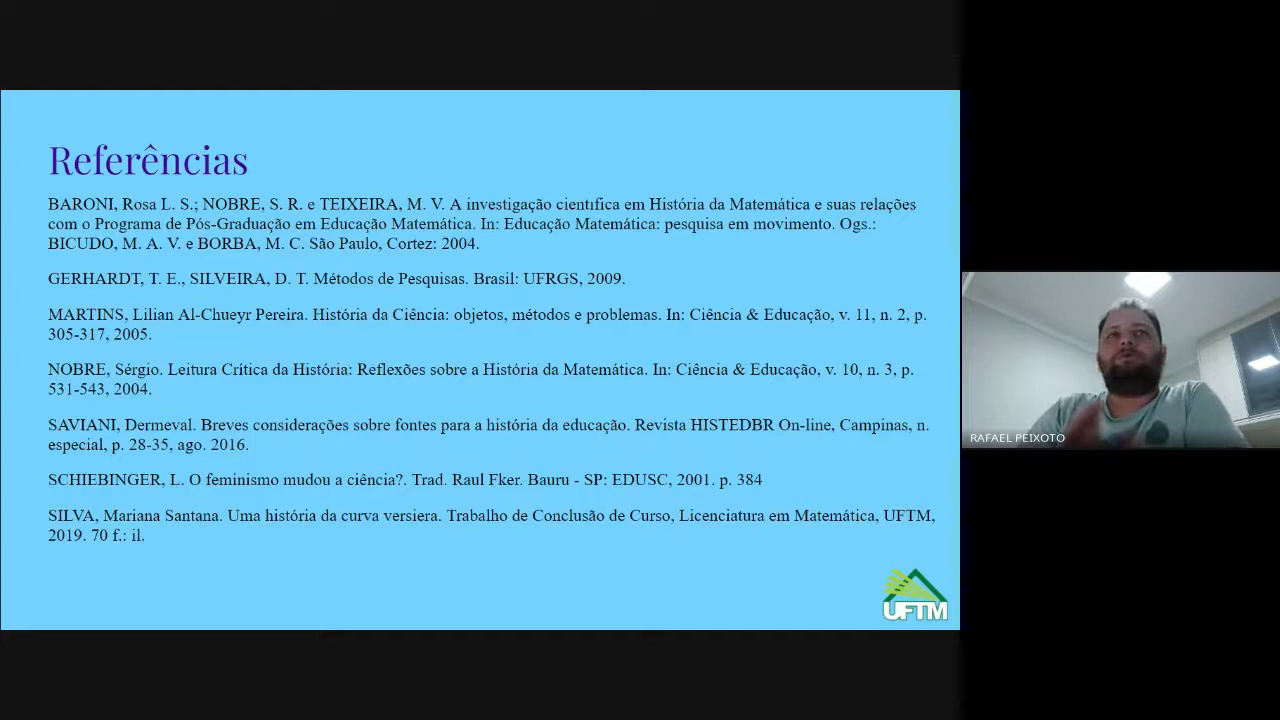 Referências
BARONI, Rosa L. S.; NOBRE, S. R. e TEIXEIRA, M. V. A investigação científica em História da Matemática e suas relações
com o Programa de Pós-Graduação em Educação Matemática. In: Educação Matemática: pesquisa em movimento. Ogs.:
BICUDO, M. A. V. e BORBA, M. C. São Paulo, Cortez: 2004.
GERHARDT, T. E., SILVEIRA, D. T. Métodos de Pesquisas. Brasil: UFRGS, 2009.
MARTINS, Lilian Al-Chueyr Pereira. História da Ciência: objetos, métodos e problemas. In: Ciência & Educação, v. 11, n. 2, p.
305-317, 2005.
NOBRE, Sérgio. Leitura Crítica da História: Reflexões sobre a História da Matemática. In: Ciência & Educação, v. 10, n. 3, p.
531-543, 2004.
SAVIANI, Dermeval. Breves considerações sobre fontes para a história da educação. Revista HISTEDBR On-line, Campinas, n.
especial, p. 28-35, ago. 2016.
SCHIEBINGER, L. O feminismo mudou a ciência?. Trad. Raul Fker. Bauru - SP: EDUSC, 2001. p. 384
SILVA, Mariana Santana. Uma história da curva versiera. Trabalho de Conclusão de Curso, Licenciatura em Matemática, UFTM,
2019. 70 f.: il.
UFTM
RAFAEL PEIXOTO